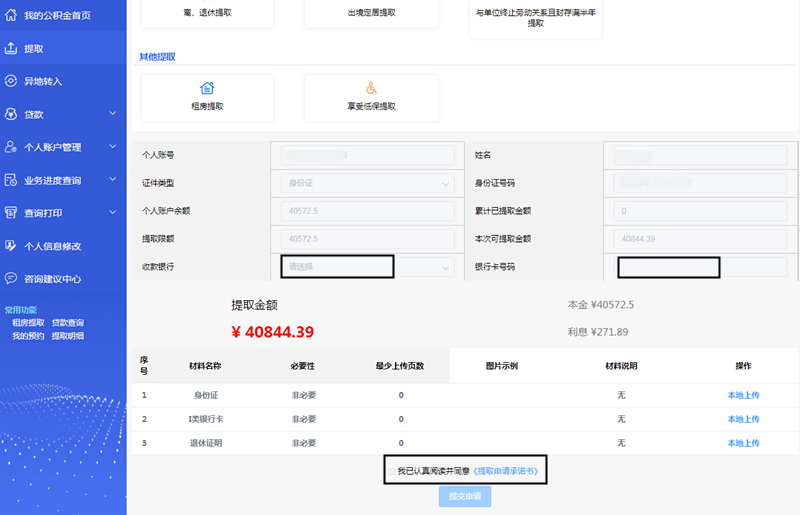 我的公积金首页
提取
异地转入
贷款
个人账户管理
业务进度查询
查询打印
个人信息修改
咨询建议中心
常用功能
租房提取 贷款查询
我的预约 提取明细
离、退休提取
出境定居提取
与单位终止劳动关系且封存满半年
提取
其他提取
租房提取
享受低保提取
个人账号
姓名
证件类型 身份证
身份证号码
个人账户余额 40572.5
累计已提取金额 0
提取限额 40572.5
本次可提取金额 40844.39
收款银行 请选择
银行卡号码
提取金额
本金 ¥40572.5
¥ 40844.39
利息 ¥271.89
序号 材料名称 必要性 最少上传页数 图片示例 材料说明 操作
1 身份证 非必要 0 无 本地上传
2 I类银行卡 非必要 0 无 本地上传
3 退休证明 非必要 0 无 本地上传
我已认真阅读并同意《提取申请承诺书》
提交申请